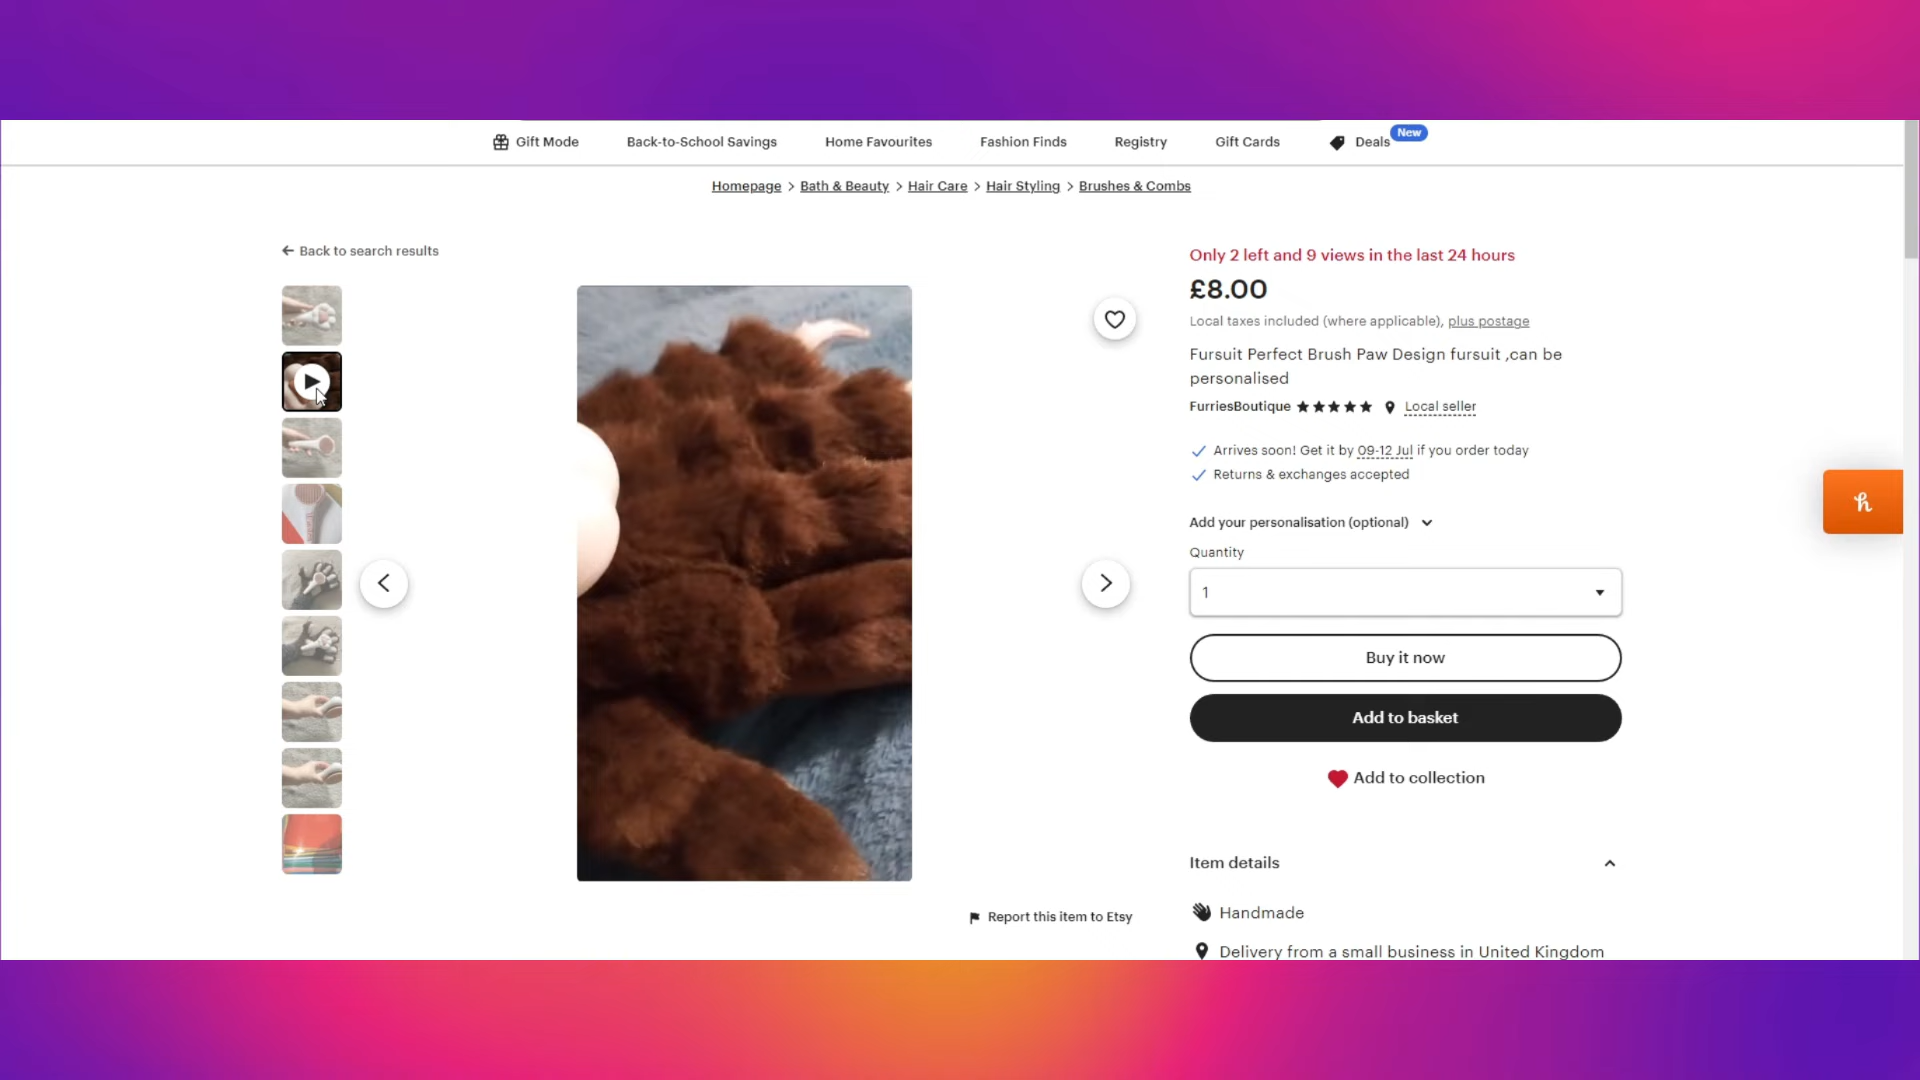 Gift Mode Back-to-School Savings Home Favourites Fashion Finds Registry Gift Cards Deals New
Homepage > Bath & Beauty > Hair Care > Hair Styling > Brushes & Combs
Back to search results
Only 2 left and 9 views in the last 24 hours
£8.00
Local taxes included (where applicable), plus postage
Fursuit Perfect Brush Paw Design fursuit ,can be
personalised
FurriesBoutique ★★★★★ Local seller
Arrives soon! Get it by 09-12 Jul if you order today
Returns & exchanges accepted
Add your personalisation (optional)
Quantity
1
Buy it now
Add to basket
Add to collection
Item details
Handmade
Delivery from a small business in United Kingdom
Report this item to Etsy
h